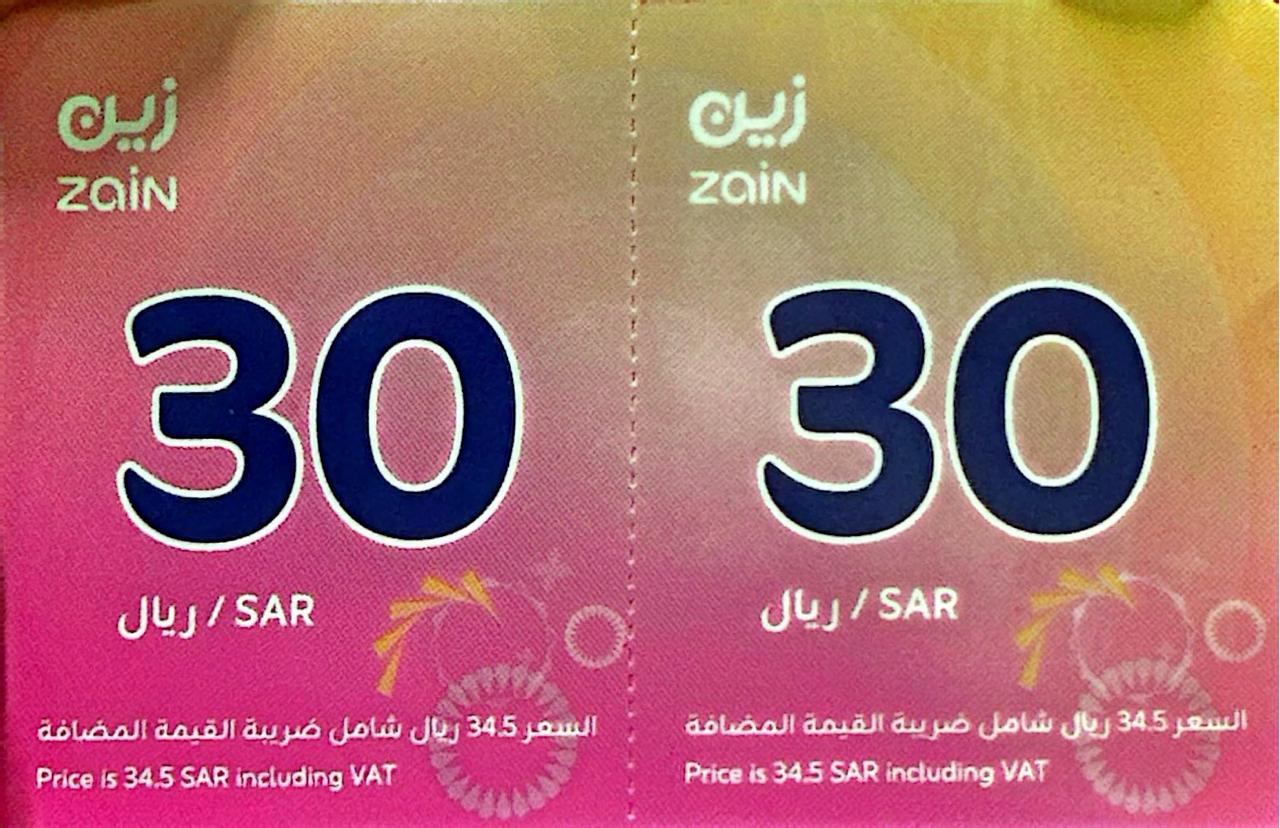 زين
zain
30
ريال / SAR
السعر 34.5 ريال شامل ضريبة القيمة المضافة
Price is 34.5 SAR including VAT
زين
zain
30
ريال / SAR
السعر 34.5 ريال شامل ضريبة القيمة المضافة
Price is 34.5 SAR including VAT